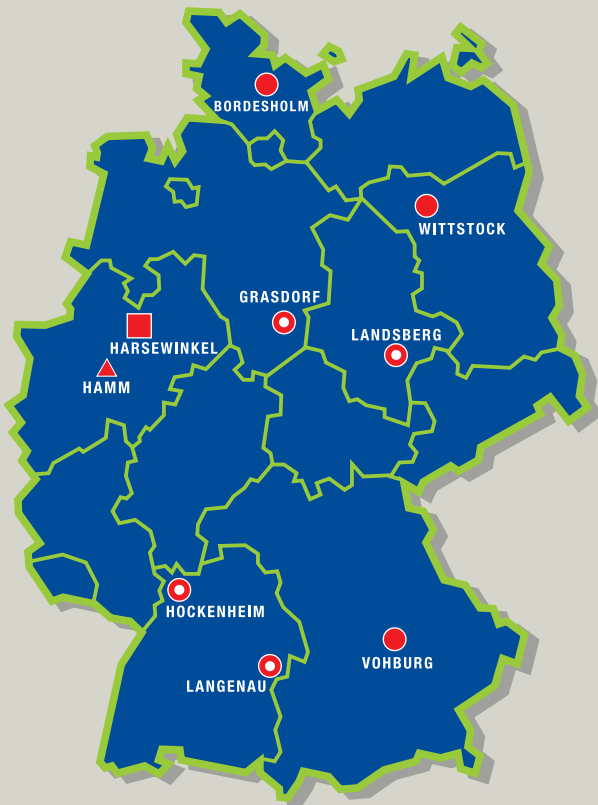 BORDESHOLM
WITTSTOCK
GRASDORF
LANDSBERG
HARSEWINKEL
HAMM
HOCKENHEIM
VOHBURG
LANGENAU